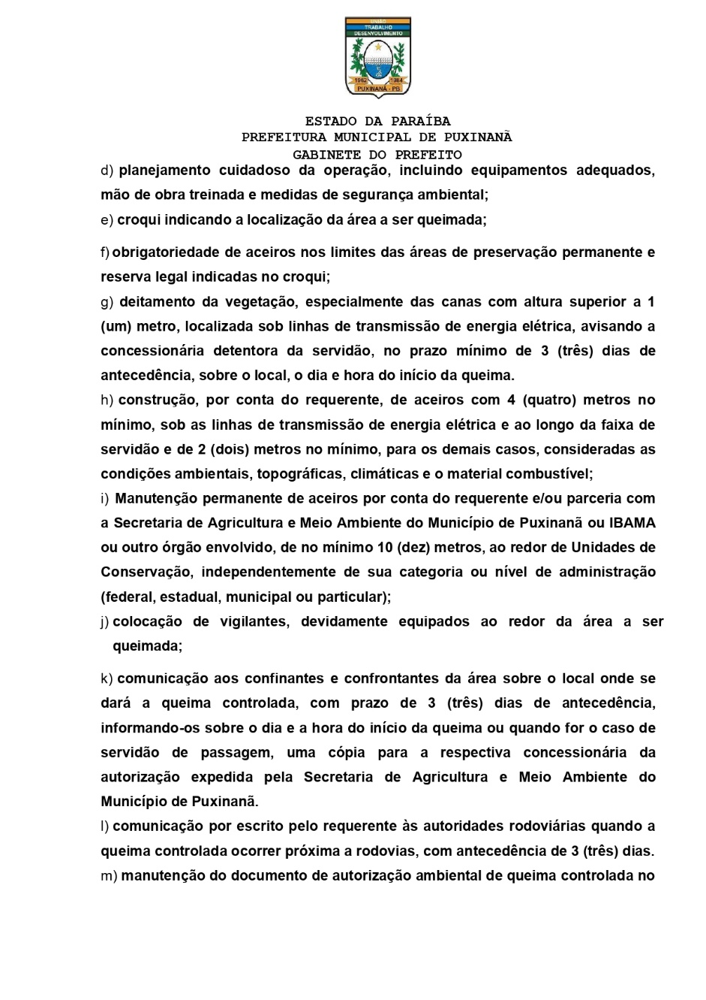 UNIÃO
TRABALHO
DESENVOLVIMENTO
1962 1964
PUXINANÃ - PB
ESTADO DA PARAÍBA
PREFEITURA MUNICIPAL DE PUXINANÃ
GABINETE DO PREFEITO
d) planejamento cuidadoso da operação, incluindo equipamentos adequados,
mão de obra treinada e medidas de segurança ambiental;
e) croqui indicando a localização da área a ser queimada;
f) obrigatoriedade de aceiros nos limites das áreas de preservação permanente e
reserva legal indicadas no croqui;
g) deitamento da vegetação, especialmente das canas com altura superior a 1
(um) metro, localizada sob linhas de transmissão de energia elétrica, avisando a
concessionária detentora da servidão, no prazo mínimo de 3 (três) dias de
antecedência, sobre o local, o dia e hora do início da queima.
h) construção, por conta do requerente, de aceiros com 4 (quatro) metros no
mínimo, sob as linhas de transmissão de energia elétrica e ao longo da faixa de
servidão e de 2 (dois) metros no mínimo, para os demais casos, consideradas as
condições ambientais, topográficas, climáticas e o material combustível;
i) Manutenção permanente de aceiros por conta do requerente e/ou parceria com
a Secretaria de Agricultura e Meio Ambiente do Município de Puxinanã ou IBAMA
ou outro órgão envolvido, de no mínimo 10 (dez) metros, ao redor de Unidades de
Conservação, independentemente de sua categoria ou nível de administração
(federal, estadual, municipal ou particular);
j) colocação de vigilantes, devidamente equipados ao redor da área a ser
queimada;
k) comunicação aos confinantes e confrontantes da área sobre o local onde se
dará a queima controlada, com prazo de 3 (três) dias de antecedência,
informando-os sobre o dia e a hora do início da queima ou quando for o caso de
servidão de passagem, uma cópia para a respectiva concessionária da
autorização expedida pela Secretaria de Agricultura e Meio Ambiente do
Município de Puxinanã.
l) comunicação por escrito pelo requerente às autoridades rodoviárias quando a
queima controlada ocorrer próxima a rodovias, com antecedência de 3 (três) dias.
m) manutenção do documento de autorização ambiental de queima controlada no